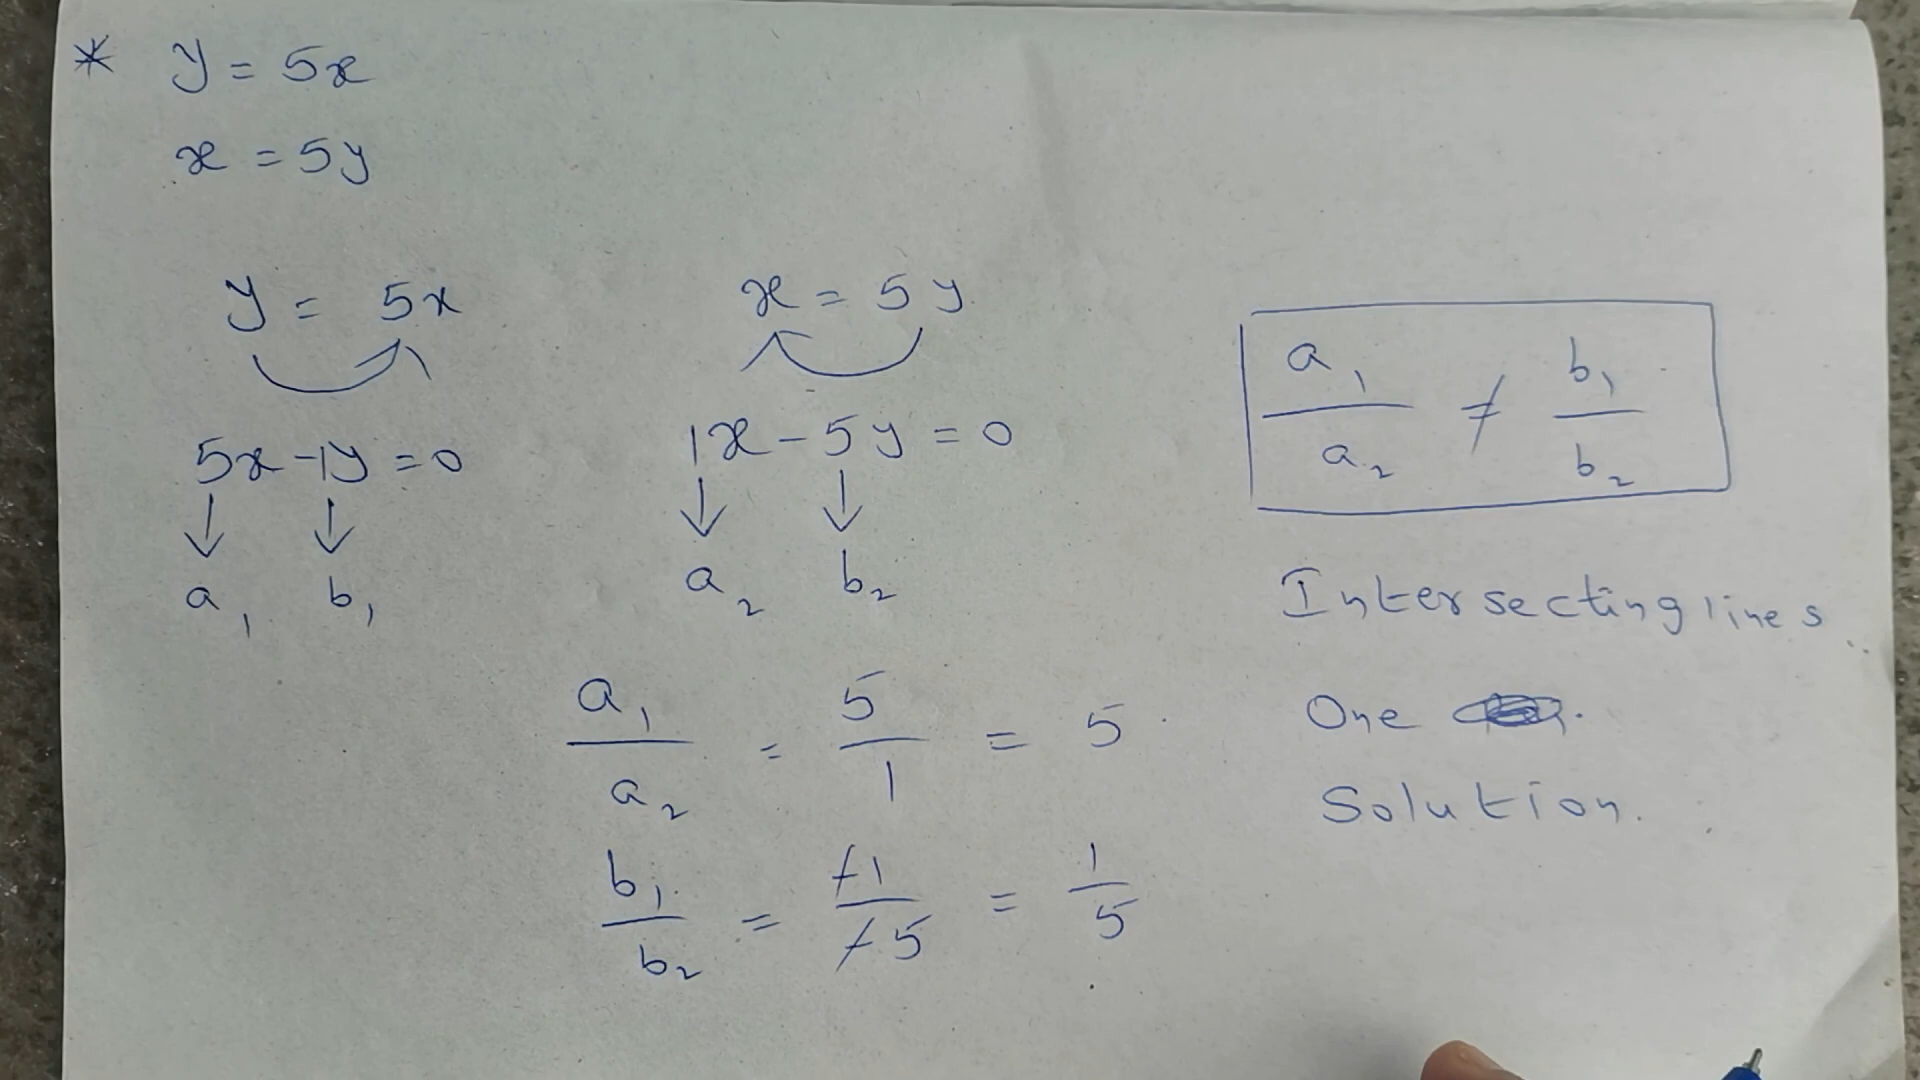 * y = 5x
x = 5y
y = 5x
5x - 1y = 0
a₁ b₁
x = 5y
1x - 5y = 0
a₂ b₂
a₁/a₂ = 5/1 = 5
b₁/b₂ = -1/-5 = 1/5
a₁/a₂ ≠ b₁/b₂
Intersecting lines
One
Solution.